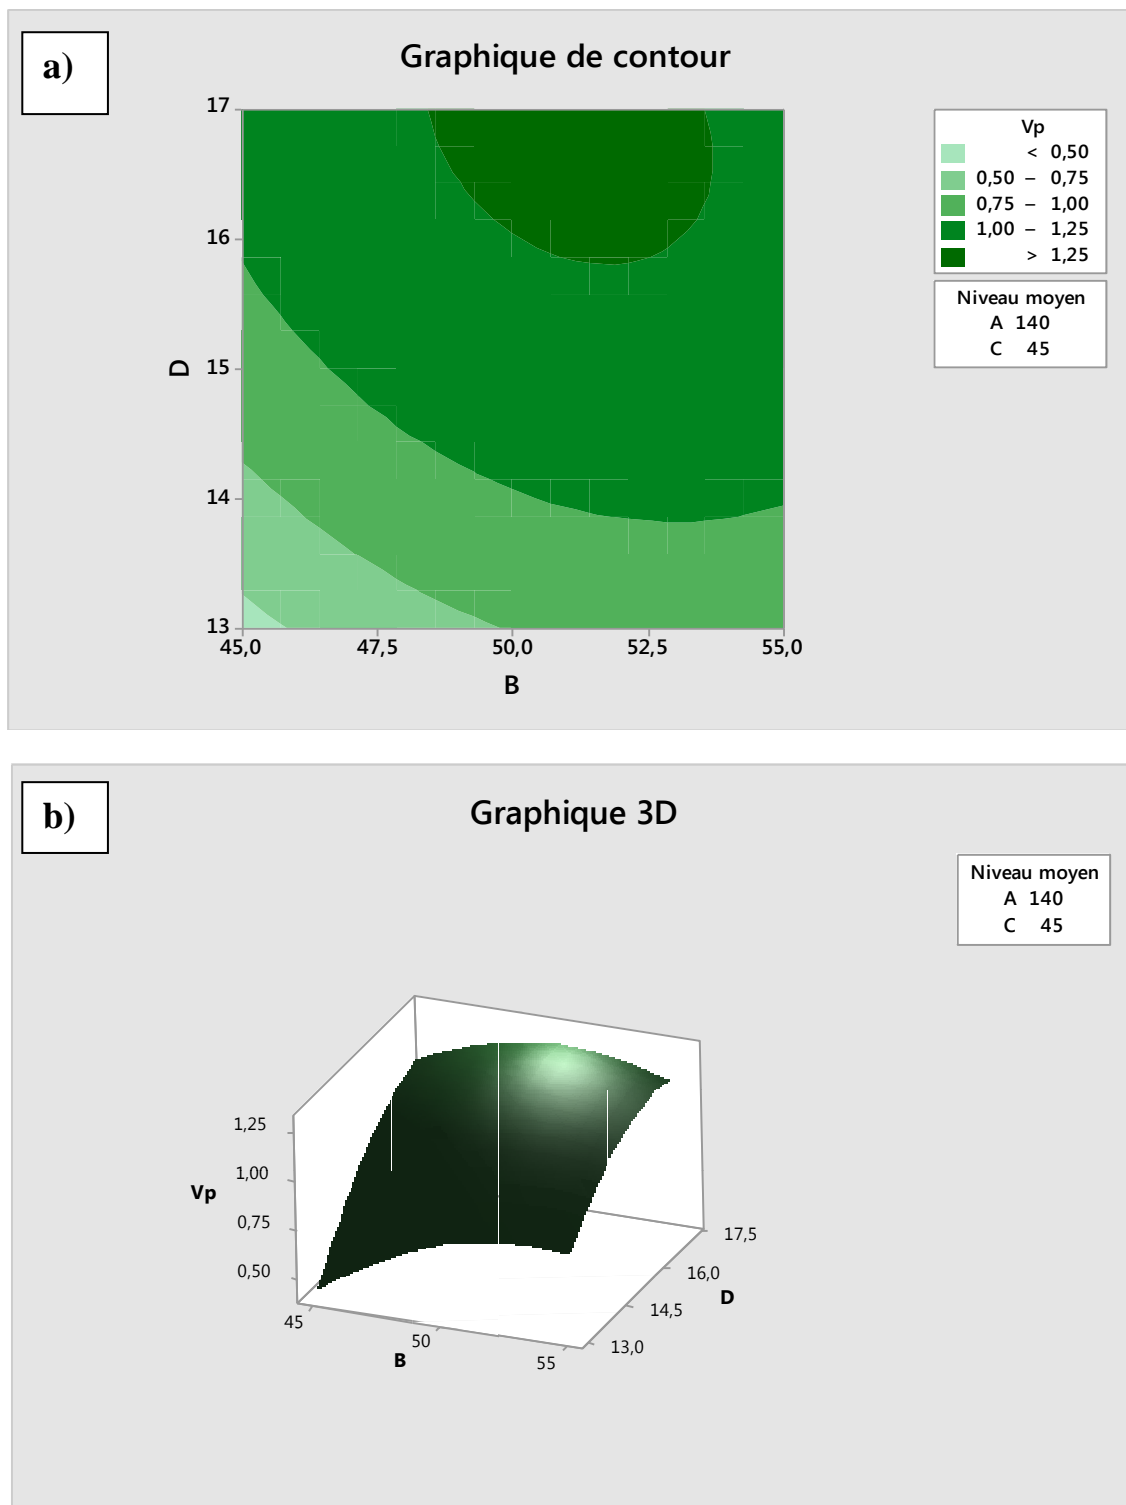 a)
Graphique de contour
17
16
15
14
13
D
45,0 47,5 50,0 52,5 55,0
B
Vp
< 0,50
0,50 – 0,75
0,75 – 1,00
1,00 – 1,25
> 1,25
Niveau moyen
A 140
C 45
b)
Graphique 3D
Niveau moyen
A 140
C 45
1,25
1,00
Vp
0,75
0,50
45
50
55
B
17,5
16,0
D
14,5
13,0